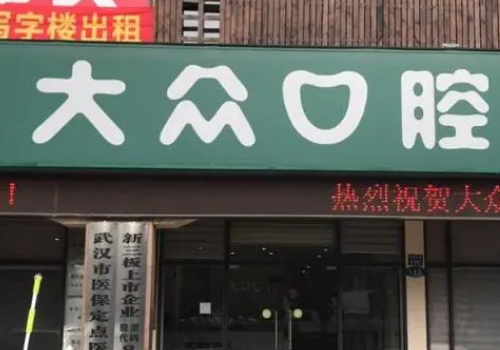 写字楼出租
大众口腔
! 热烈祝贺大众
新三板上市企业
武汉市医保定点医